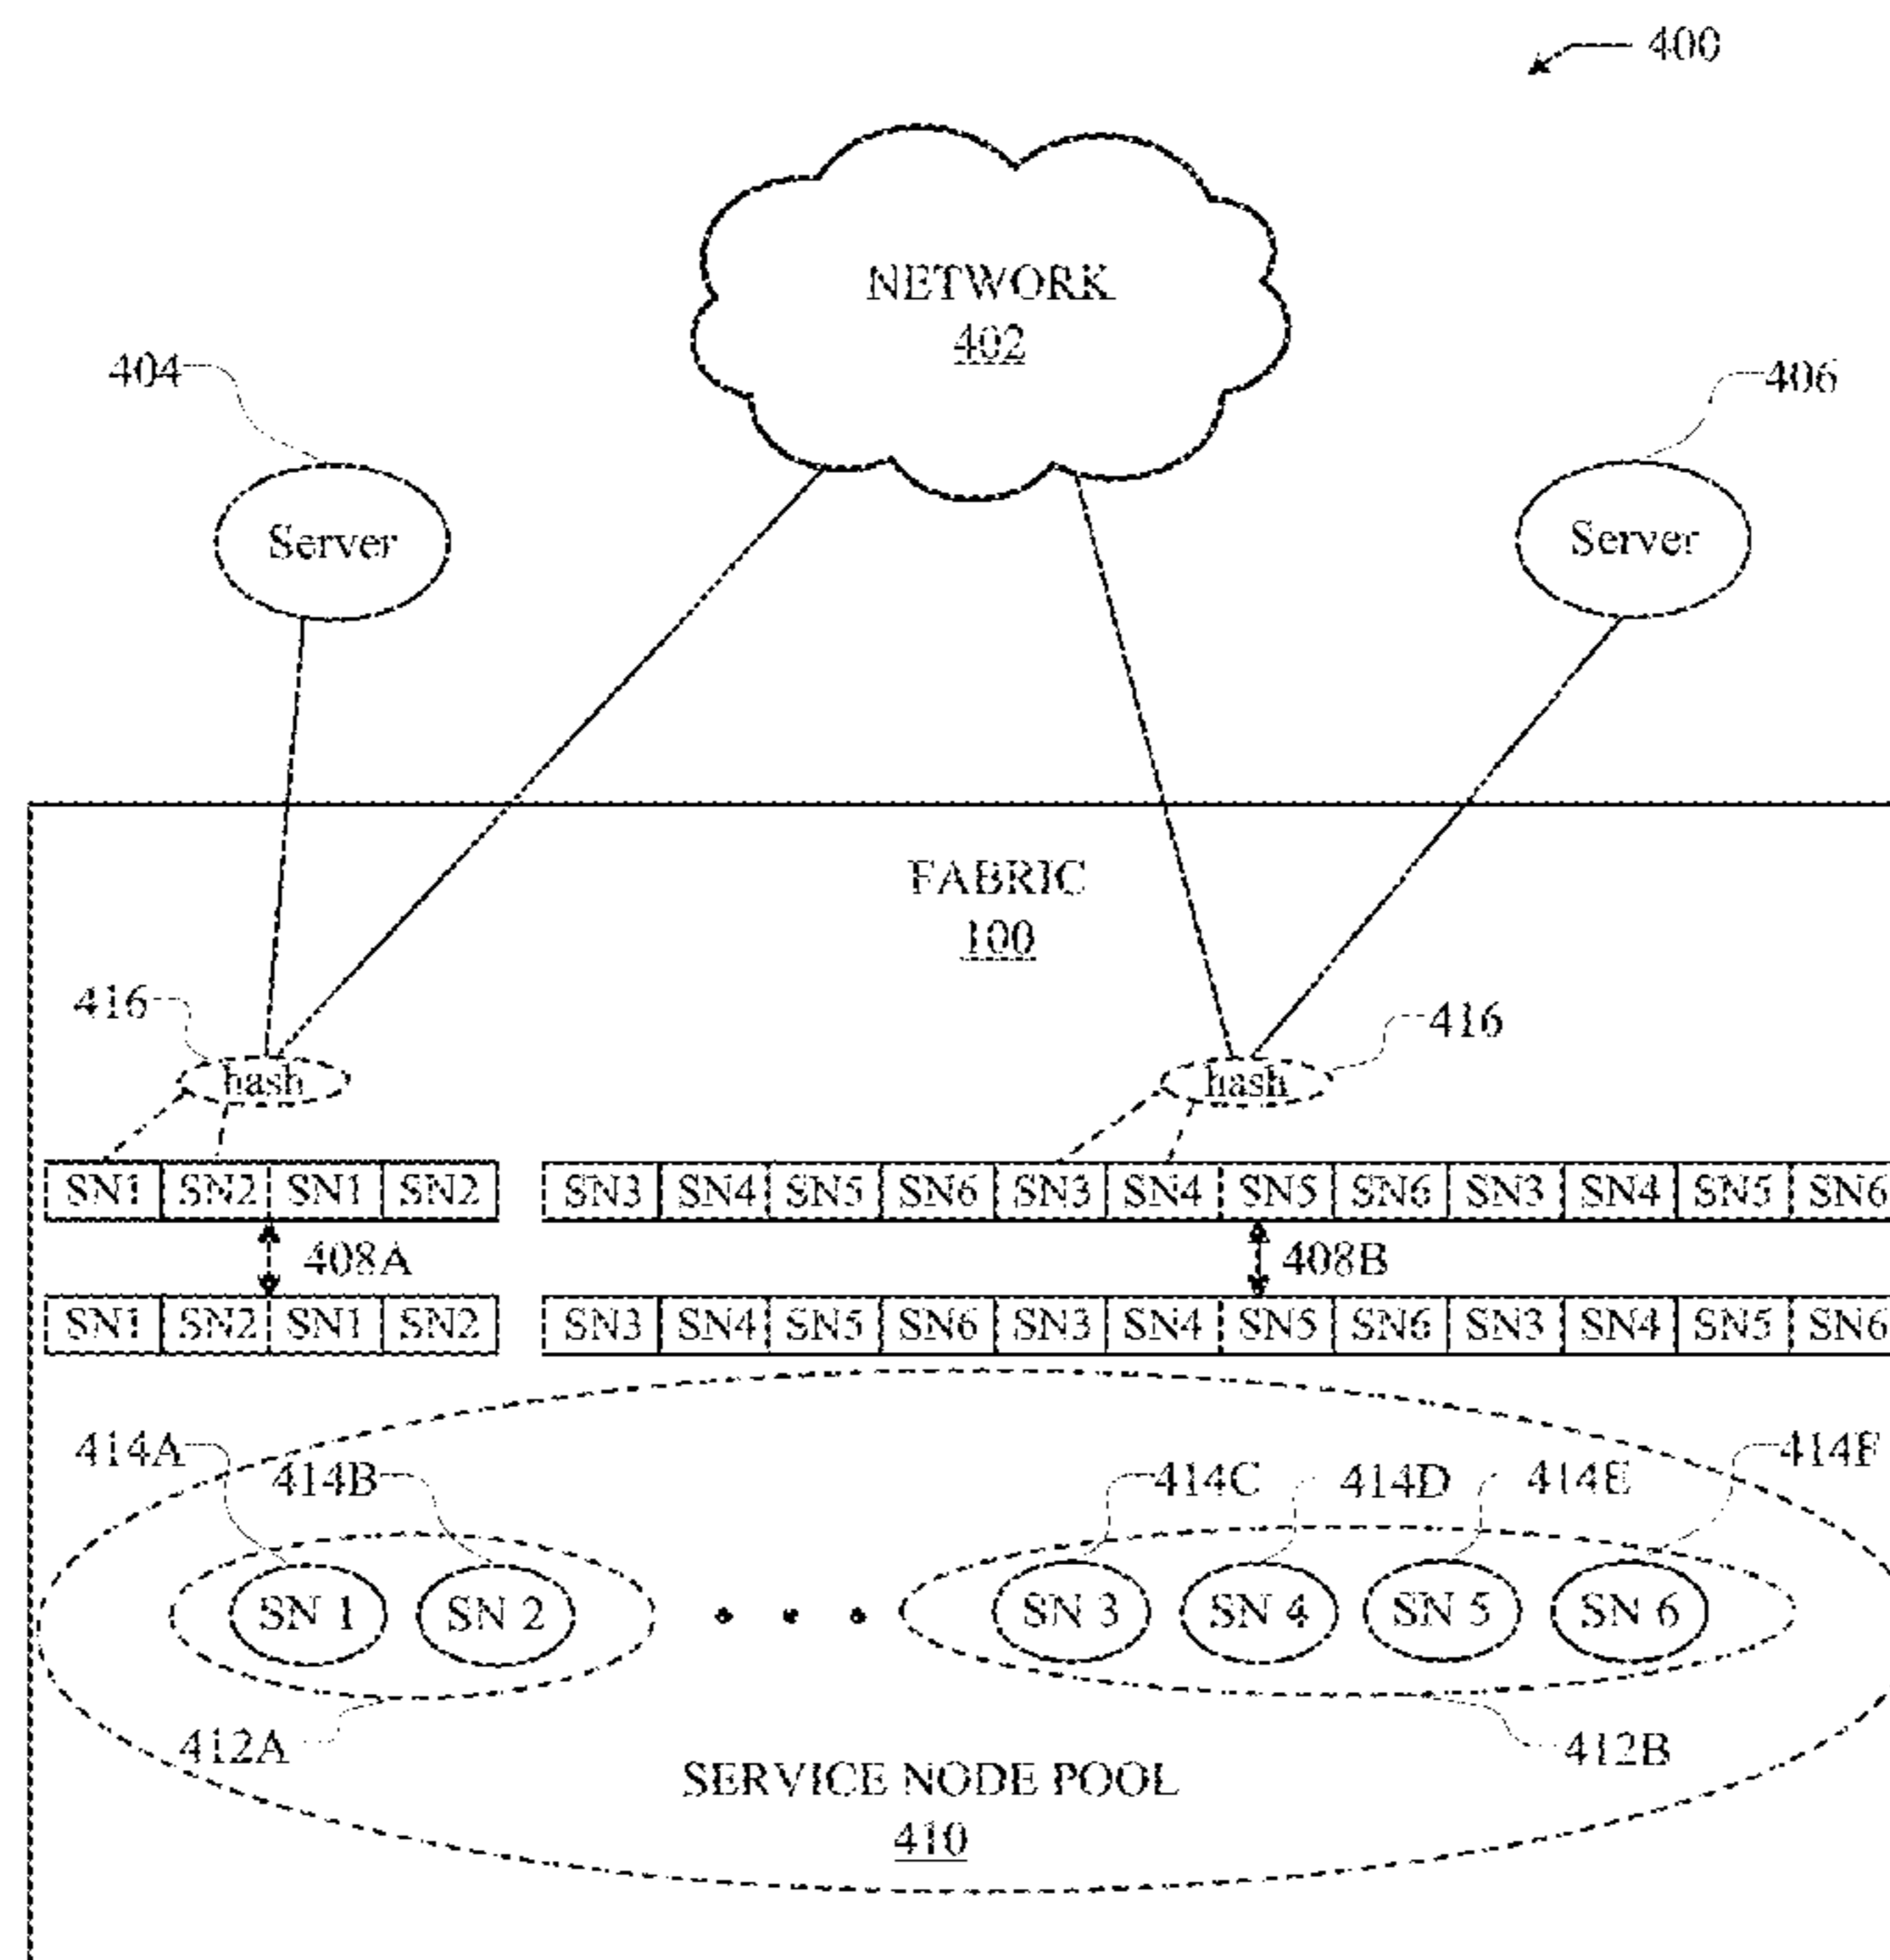 400
NETWORK
402
404
406
Server
Server
FABRIC
100
416
416
hash
hash
SN1 SN2 SN1 SN2 SN3 SN4 SN5 SN6 SN3 SN4 SN5 SN6 SN3 SN4 SN5 SN6
408A
408B
SN1 SN2 SN1 SN2 SN3 SN4 SN5 SN6 SN3 SN4 SN5 SN6 SN3 SN4 SN5 SN6
414A
414B
414C
414D
414E
414F
SN 1
SN 2
SN 3
SN 4
SN 5
SN 6
412A
412B
SERVICE NODE POOL
410